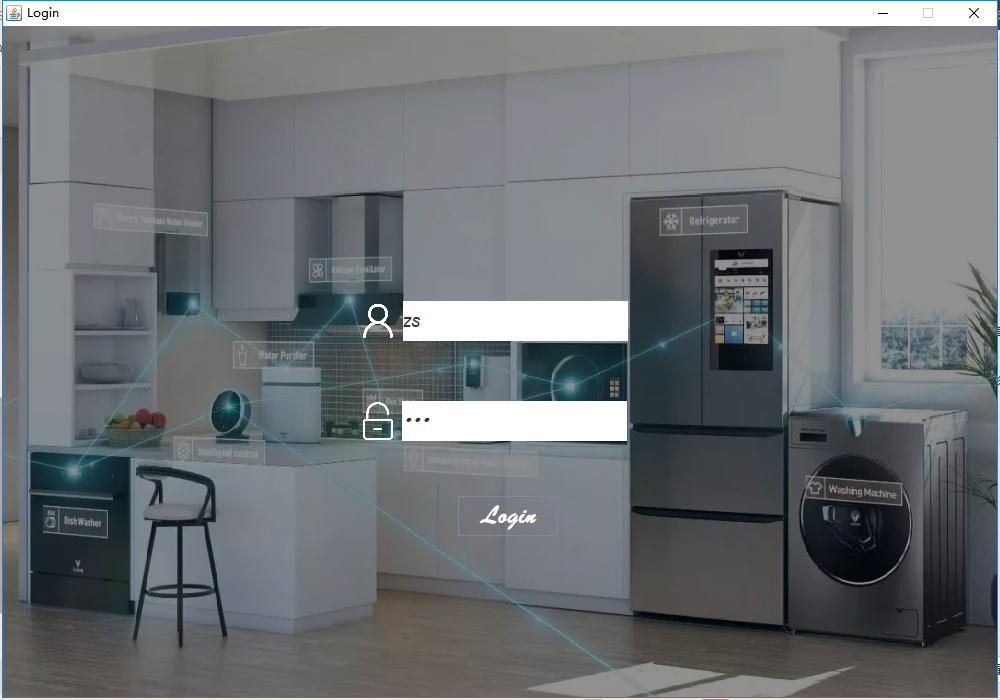 Login
Refrigerator
Kitchen Ventilator
zs
Water Purifier
•••
Intelligent control
Washing Machine
Login
Dish Washer